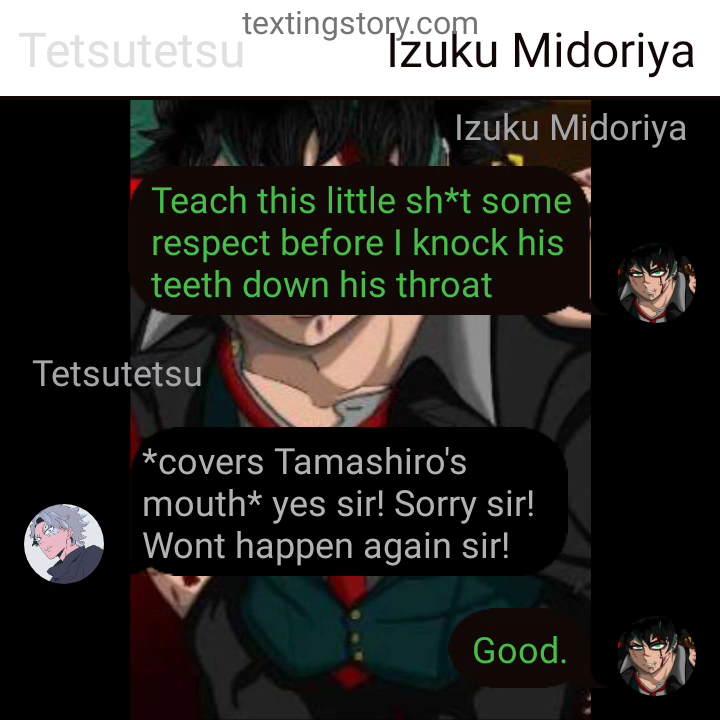 textingstory.com
Tetsutetsu
Izuku Midoriya
Izuku Midoriya
Teach this little sh*t some
respect before I knock his
teeth down his throat
Tetsutetsu
*covers Tamashiro's
mouth* yes sir! Sorry sir!
Wont happen again sir!
Good.